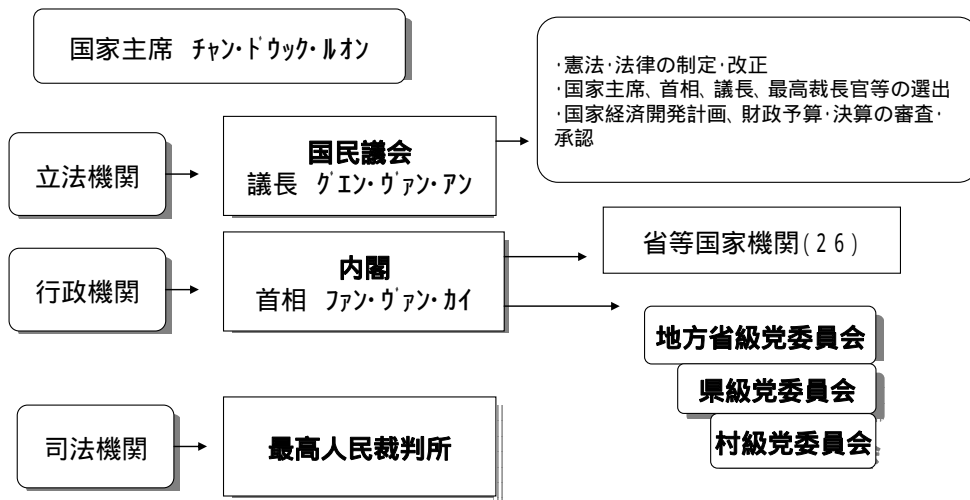 国家主席 ﾁｬﾝ･ﾄﾞｳｯｸ･ﾙｵﾝ
･憲法･法律の制定･改正
･国家主席、首相、議長、最高裁長官等の選出
･国家経済開発計画、財政予算･決算の審査･
承認
立法機関
国民議会
議長 ｸﾞｴﾝ･ｳﾞｧﾝ･ｱﾝ
省等国家機関(26)
行政機関
内閣
首相 ﾌｧﾝ･ｳﾞｧﾝ･ｶｲ
地方省級党委員会
県級党委員会
村級党委員会
司法機関
最高人民裁判所